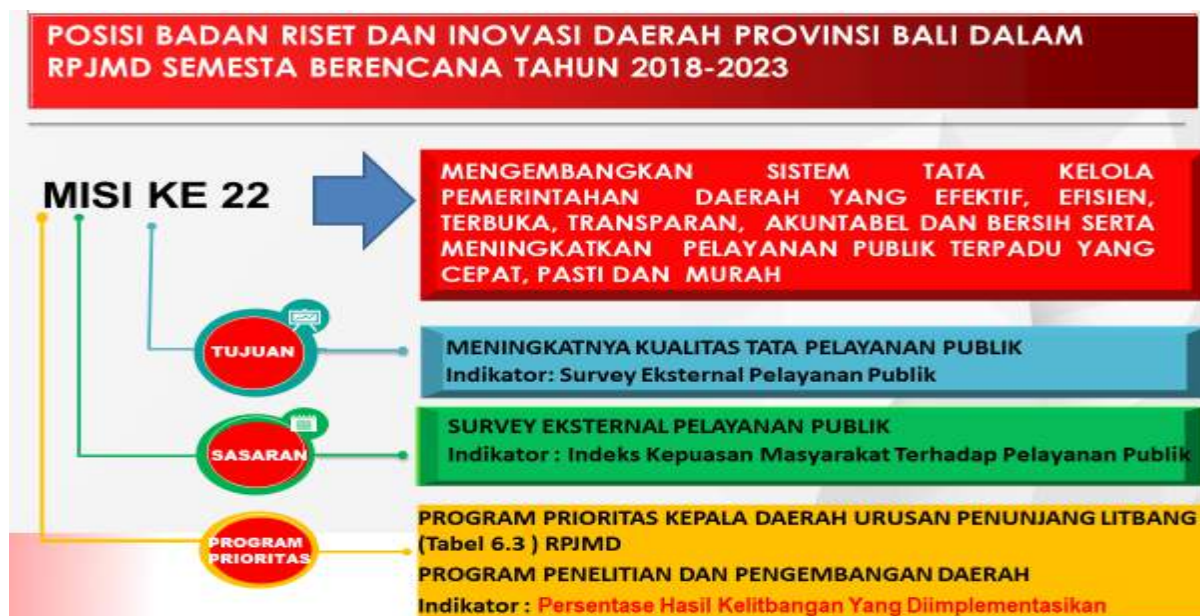 POSISI BADAN RISET DAN INOVASI DAERAH PROVINSI BALI DALAM
RPJMD SEMESTA BERENCANA TAHUN 2018-2023
MISI KE 22
MENGEMBANGKAN SISTEM TATA KELOLA
PEMERINTAHAN DAERAH YANG EFEKTIF, EFISIEN,
TERBUKA, TRANSPARAN, AKUNTABEL DAN BERSIH SERTA
MENINGKATKAN PELAYANAN PUBLIK TERPADU YANG
CEPAT, PASTI DAN MURAH
TUJUAN
MENINGKATNYA KUALITAS TATA PELAYANAN PUBLIK
Indikator: Survey Eksternal Pelayanan Publik
SASARAN
SURVEY EKSTERNAL PELAYANAN PUBLIK
Indikator : Indeks Kepuasan Masyarakat Terhadap Pelayanan Publik
PROGRAM
PRIORITAS
PROGRAM PRIORITAS KEPALA DAERAH URUSAN PENUNJANG LITBANG
(Tabel 6.3 ) RPJMD
PROGRAM PENELITIAN DAN PENGEMBANGAN DAERAH
Indikator : Persentase Hasil Kelitbangan Yang Diimplementasikan